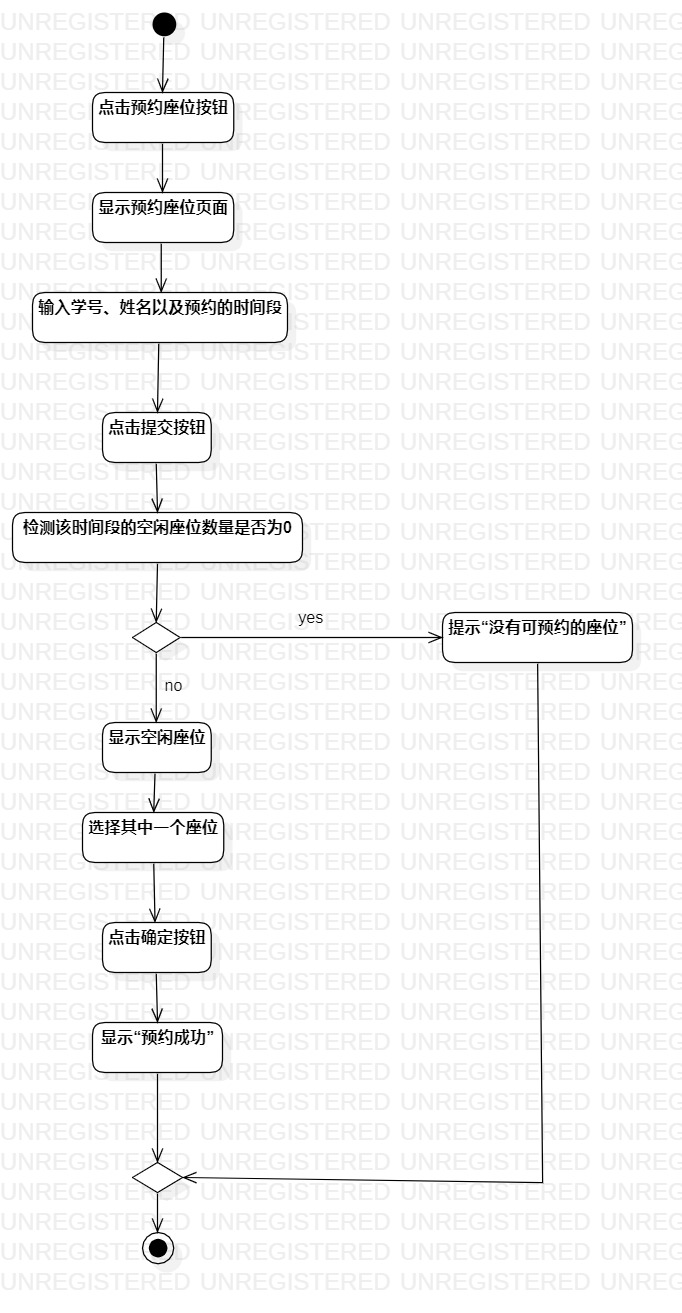 点击预约座位按钮
显示预约座位页面
输入学号、姓名以及预约的时间段
点击提交按钮
检测该时间段的空闲座位数量是否为0
yes
提示“没有可预约的座位”
no
显示空闲座位
选择其中一个座位
点击确定按钮
显示“预约成功”
UNREGISTERED